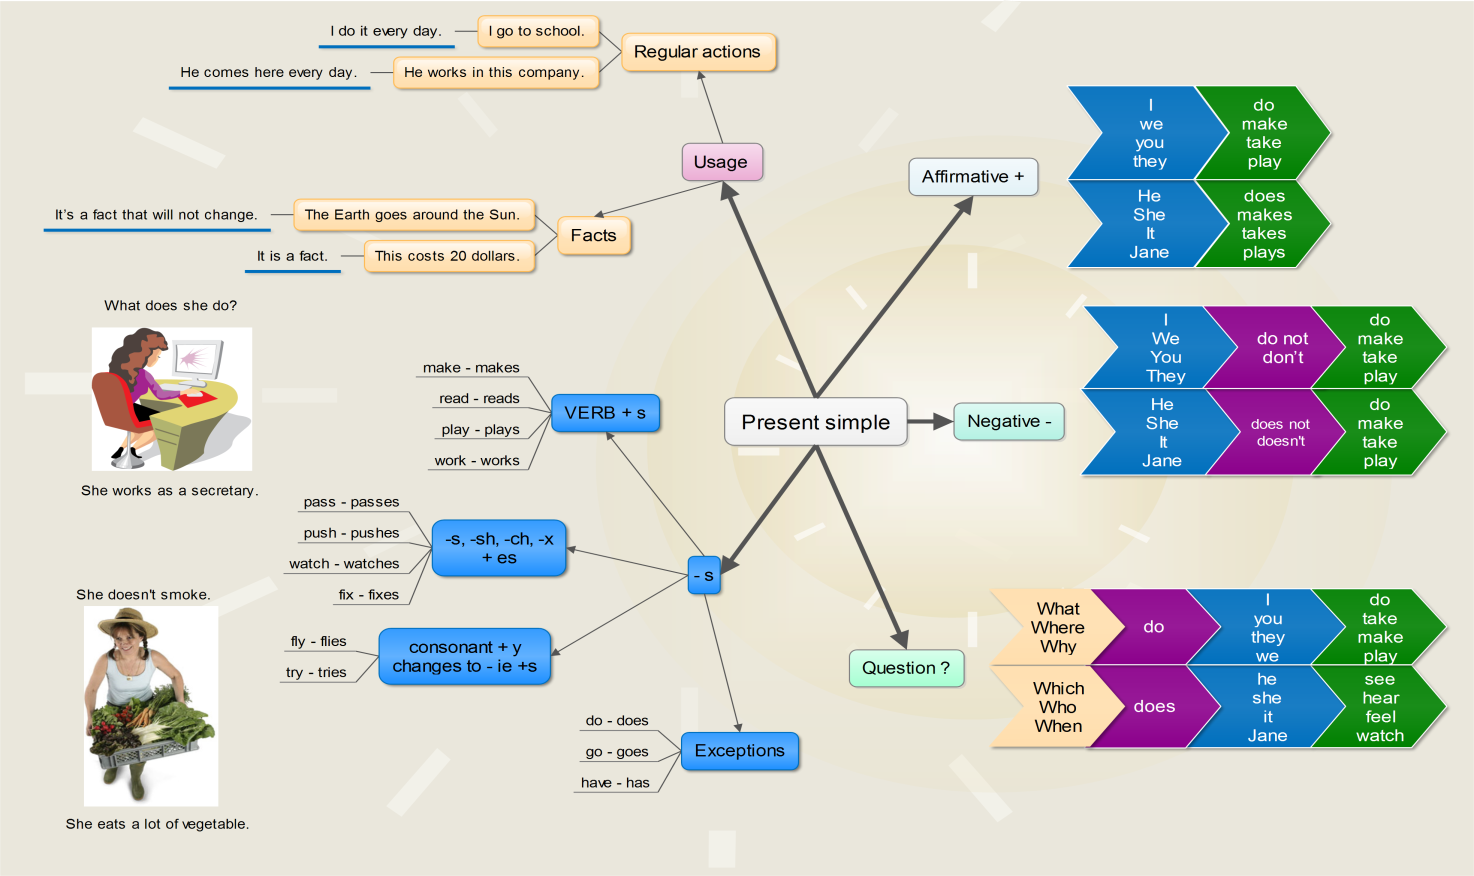 I do it every day.
I go to school.
He comes here every day.
He works in this company.
Regular actions
Usage
It's a fact that will not change.
The Earth goes around the Sun.
It is a fact.
This costs 20 dollars.
Facts
What does she do?
She works as a secretary.
She doesn't smoke.
She eats a lot of vegetable.
make - makes
read - reads
play - plays
work - works
VERB + s
pass - passes
push - pushes
watch - watches
fix - fixes
-s, -sh, -ch, -x
+ es
- s
fly - flies
try - tries
consonant + y
changes to - ie +s
do - does
go - goes
have - has
Exceptions
Present simple
Affirmative +
I
we
you
they
do
make
take
play
He
She
It
Jane
does
makes
takes
plays
Negative -
I
We
You
They
do not
don't
do
make
take
play
He
She
It
Jane
does not
doesn't
do
make
take
play
Question ?
What
Where
Why
do
I
you
they
we
do
take
make
play
Which
Who
When
does
he
she
it
Jane
see
hear
feel
watch